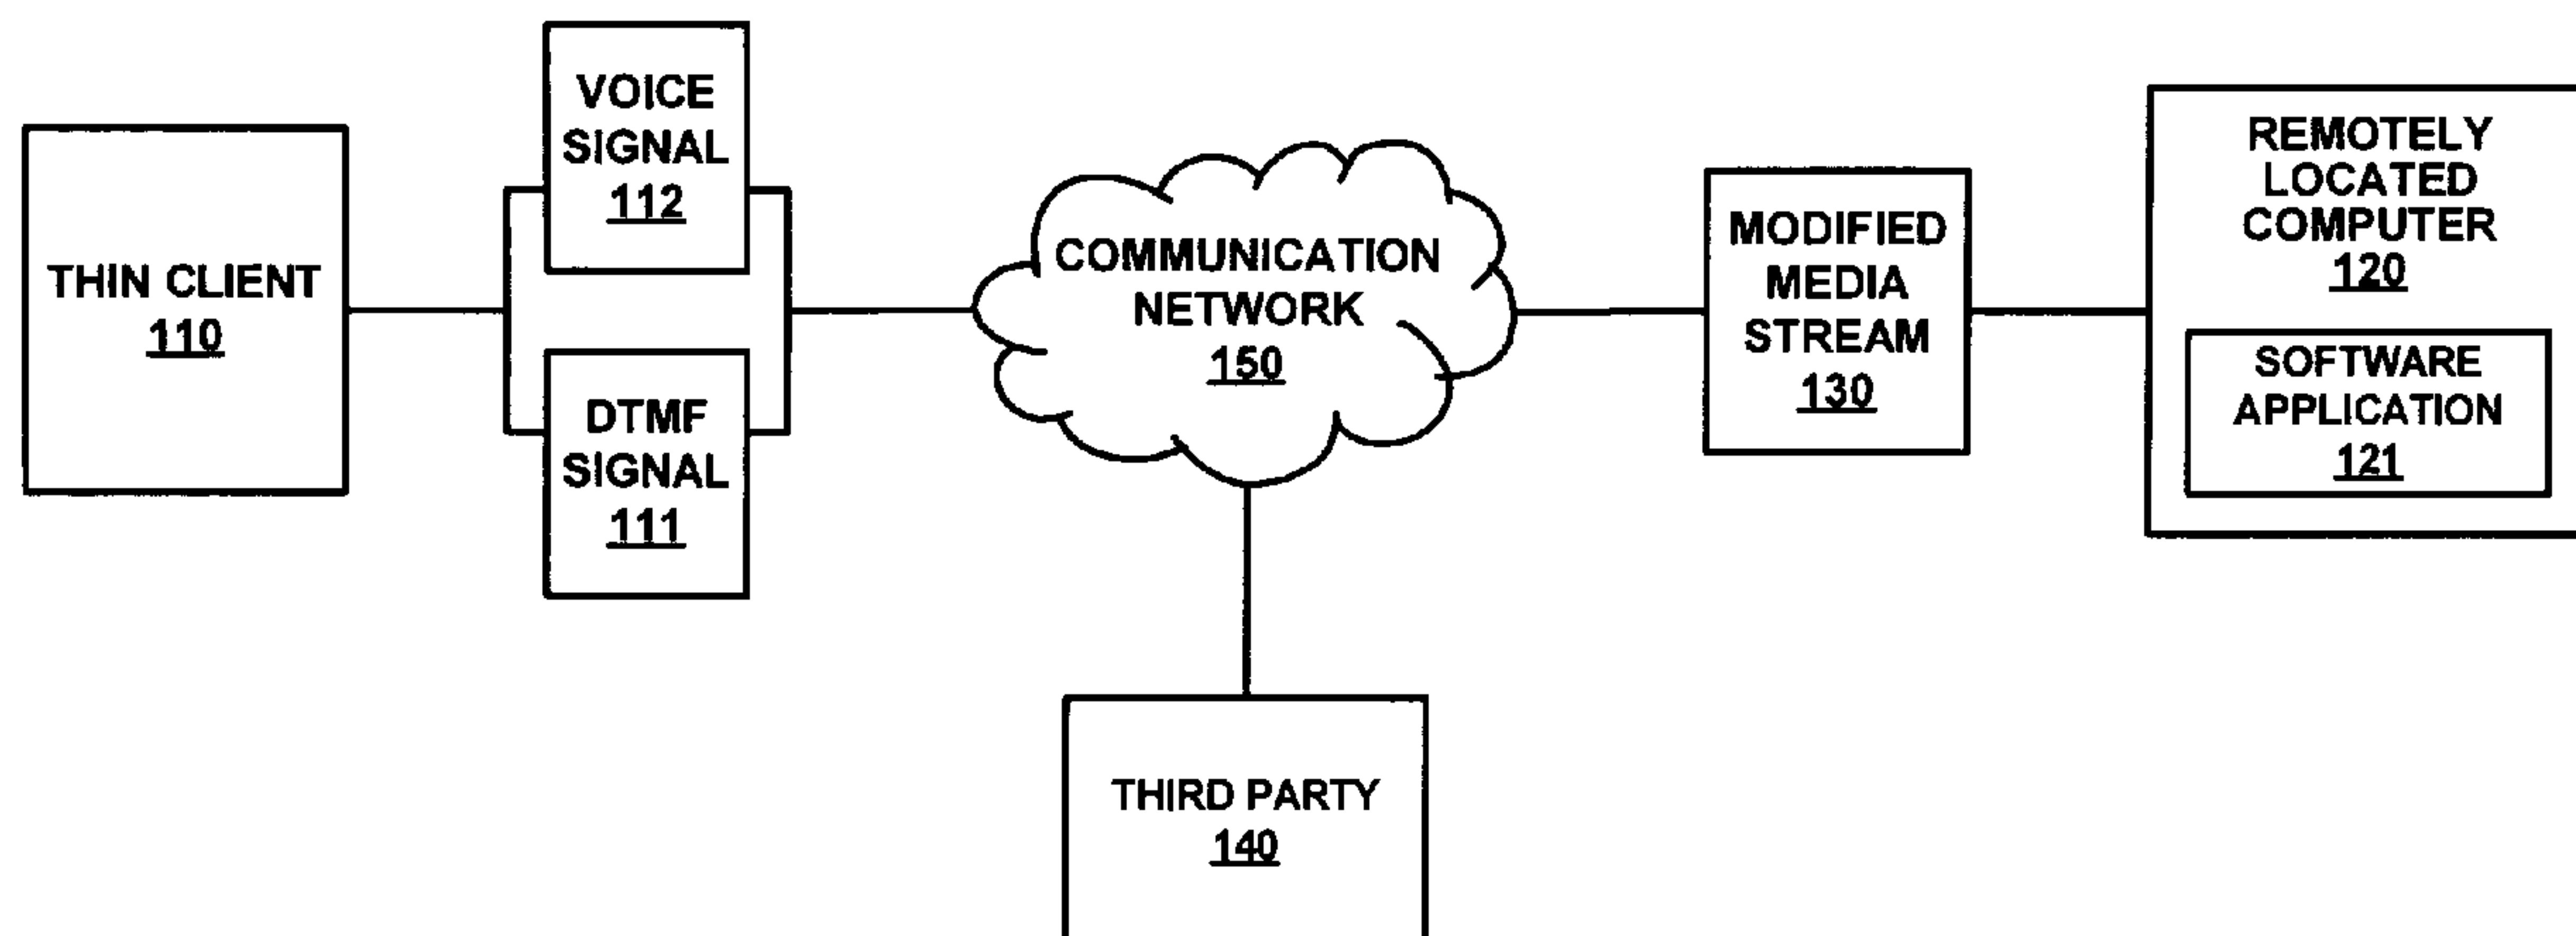 THIN CLIENT
110
VOICE
SIGNAL
112
DTMF
SIGNAL
111
COMMUNICATION
NETWORK
150
THIRD PARTY
140
MODIFIED
MEDIA
STREAM
130
REMOTELY
LOCATED
COMPUTER
120
SOFTWARE
APPLICATION
121